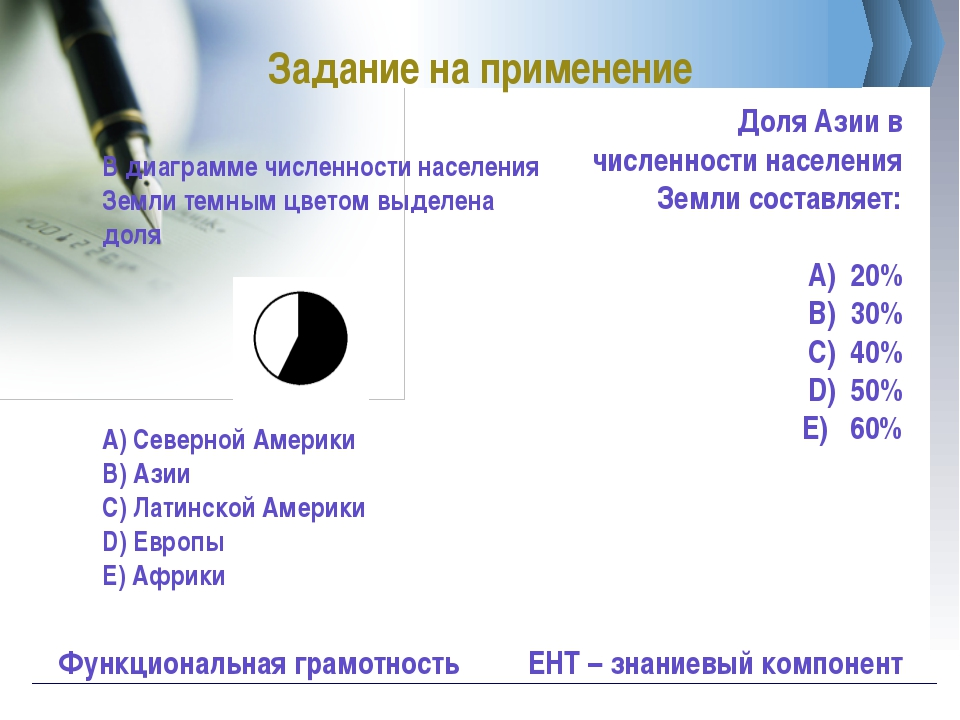 Задание на применение
В диаграмме численности населения
Земли темным цветом выделена
доля
A) Северной Америки
B) Азии
C) Латинской Америки
D) Европы
E) Африки
Функциональная грамотность
Доля Азии в
численности населения
Земли составляет:
A) 20%
B) 30%
C) 40%
D) 50%
E) 60%
ЕНТ – знаниевый компонент